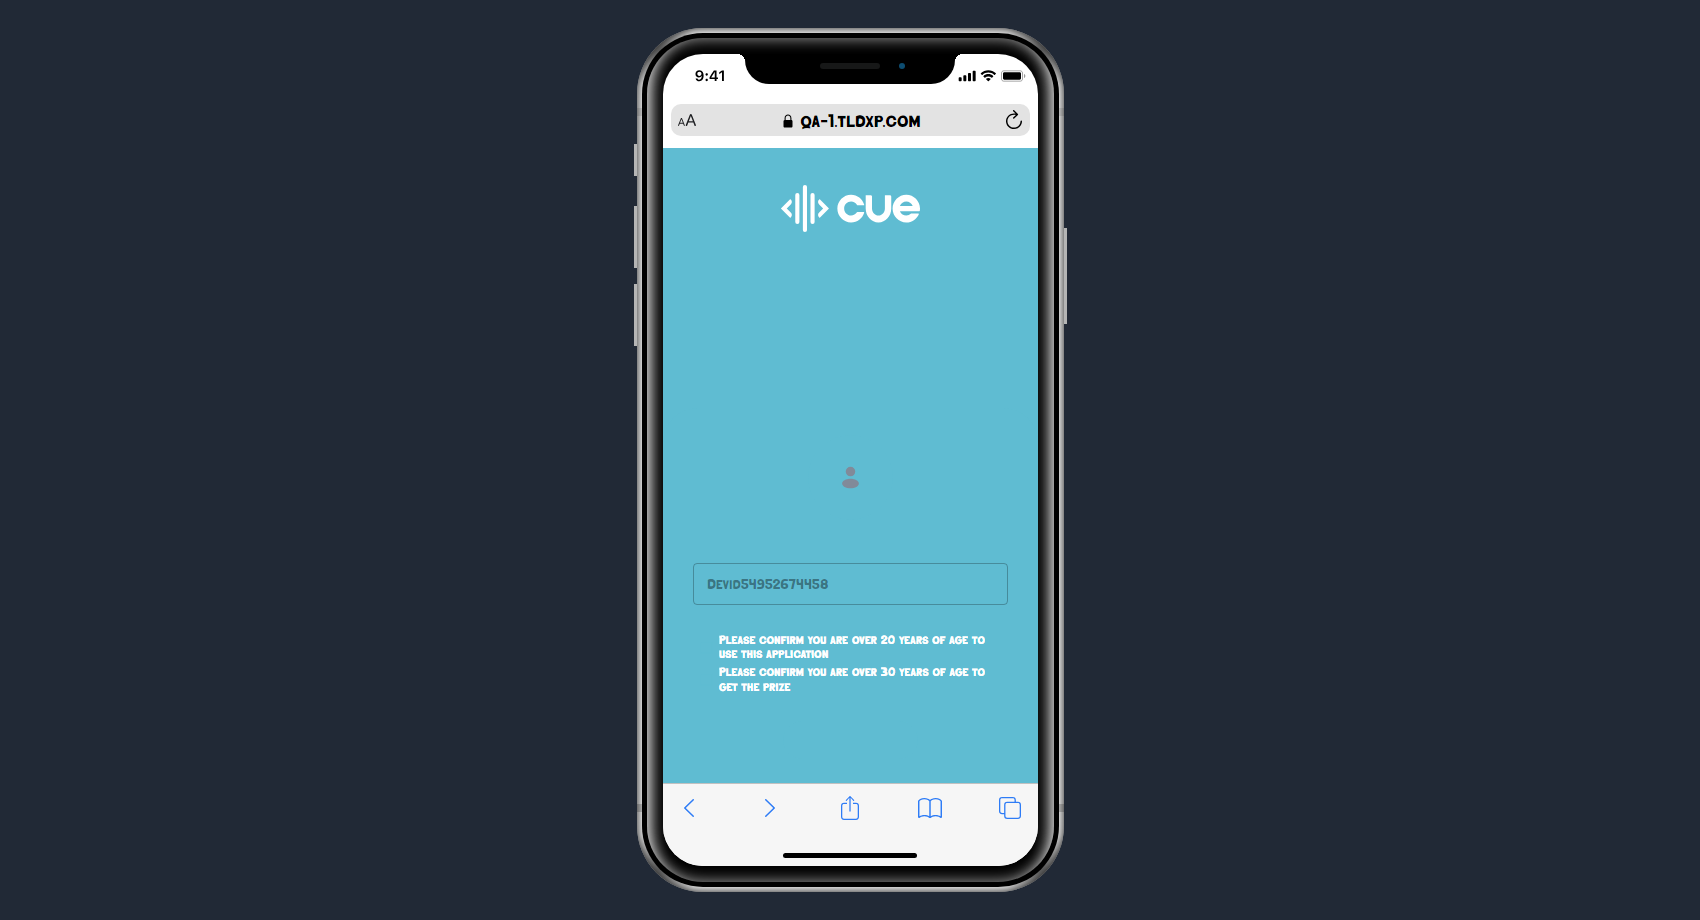 9:41
AA
QA-1.TLDXP.COM
cue
Devid54952674458
Please confirm you are over 20 years of age to
use this application
Please confirm you are over 30 years of age to
get the prize